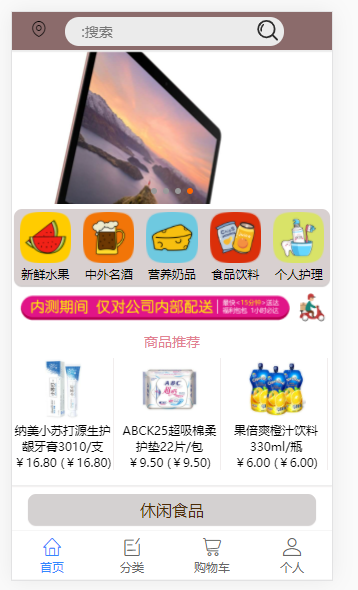 :搜索
新鲜水果 中外名酒 营养奶品 食品饮料 个人护理
内测期间 仅对公司内部配送 最快<15分钟>送达
福利包包 1小时必达
商品推荐
纳美小苏打源生护 ABCK25超吸棉柔 果倍爽橙汁饮料
龈牙膏3010/支 护垫22片/包 330ml/瓶
￥16.80 (￥16.80) ￥9.50 (￥9.50) ￥6.00 (￥6.00)
休闲食品
首页 分类 购物车 个人